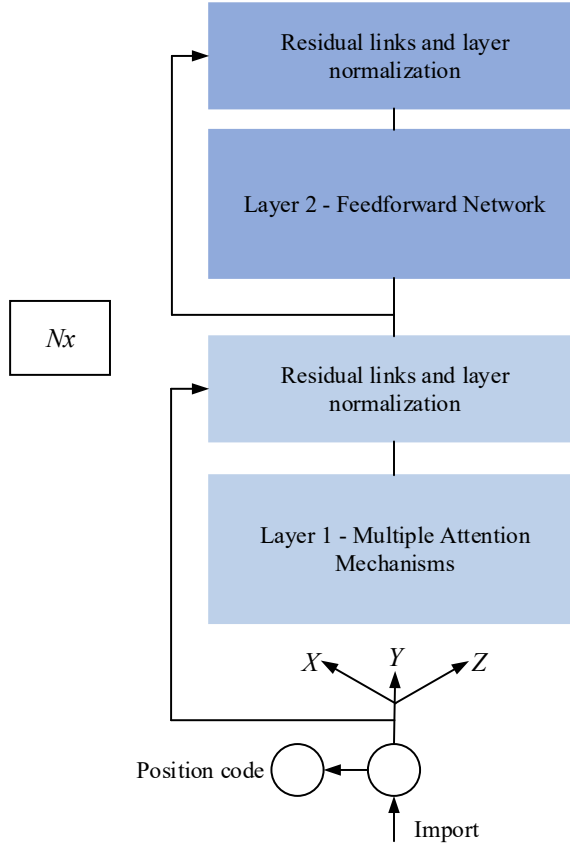 Residual links and layer
normalization
Layer 2 - Feedforward Network
Nx
Residual links and layer
normalization
Layer 1 - Multiple Attention
Mechanisms
X
Y
Z
Position code
Import